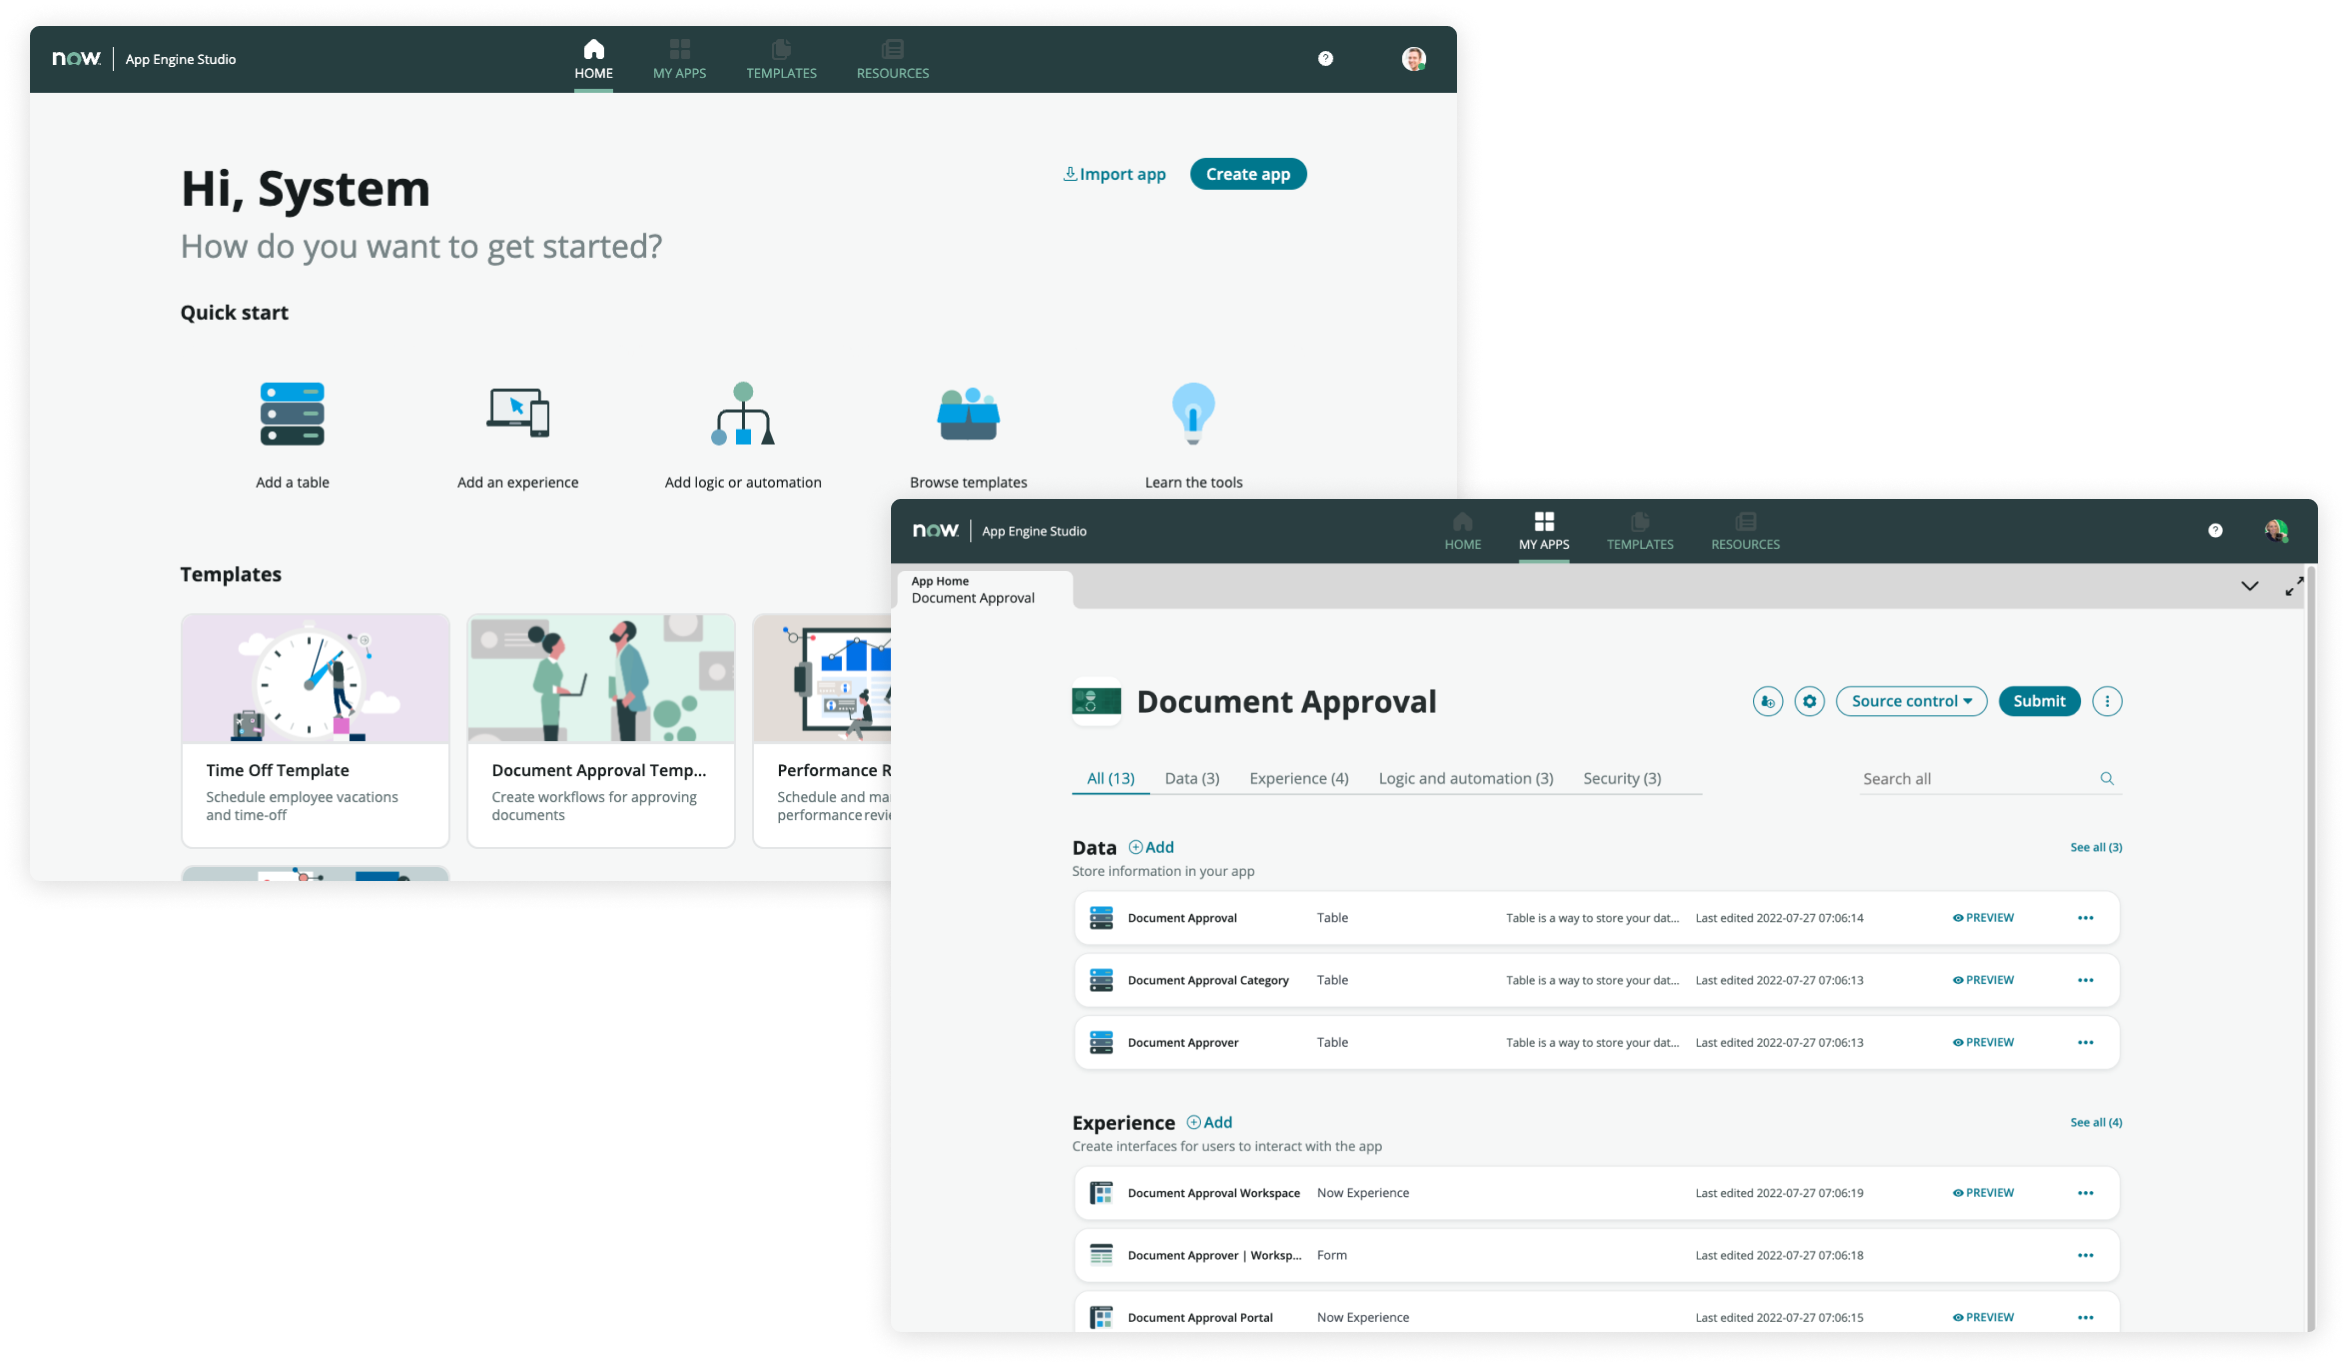 now. App Engine Studio
HOME
MY APPS
TEMPLATES
RESOURCES
?
Hi, System
How do you want to get started?
Import app
Create app
Quick start
Add a table
Add an experience
Add logic or automation
Browse templates
Learn the tools
Templates
Time Off Template
Schedule employee vacations
and time-off
Document Approval Temp...
Create workflows for approving
documents
Performance R
Schedule and ma
performance revi
now. App Engine Studio
HOME
MY APPS
TEMPLATES
RESOURCES
?
App Home
Document Approval
Document Approval
Source control
Submit
All (13)
Data (3)
Experience (4)
Logic and automation (3)
Security (3)
Search all
Data Add
See all (3)
Store information in your app
Document Approval Table Table is a way to store your dat... Last edited 2022-07-27 07:06:14 PREVIEW
Document Approval Category Table Table is a way to store your dat... Last edited 2022-07-27 07:06:13 PREVIEW
Document Approver Table Table is a way to store your dat... Last edited 2022-07-27 07:06:13 PREVIEW
Experience Add
See all (4)
Create interfaces for users to interact with the app
Document Approval Workspace Now Experience Last edited 2022-07-27 07:06:19 PREVIEW
Document Approver | Worksp... Form Last edited 2022-07-27 07:06:18
Document Approval Portal Now Experience Last edited 2022-07-27 07:06:15 PREVIEW